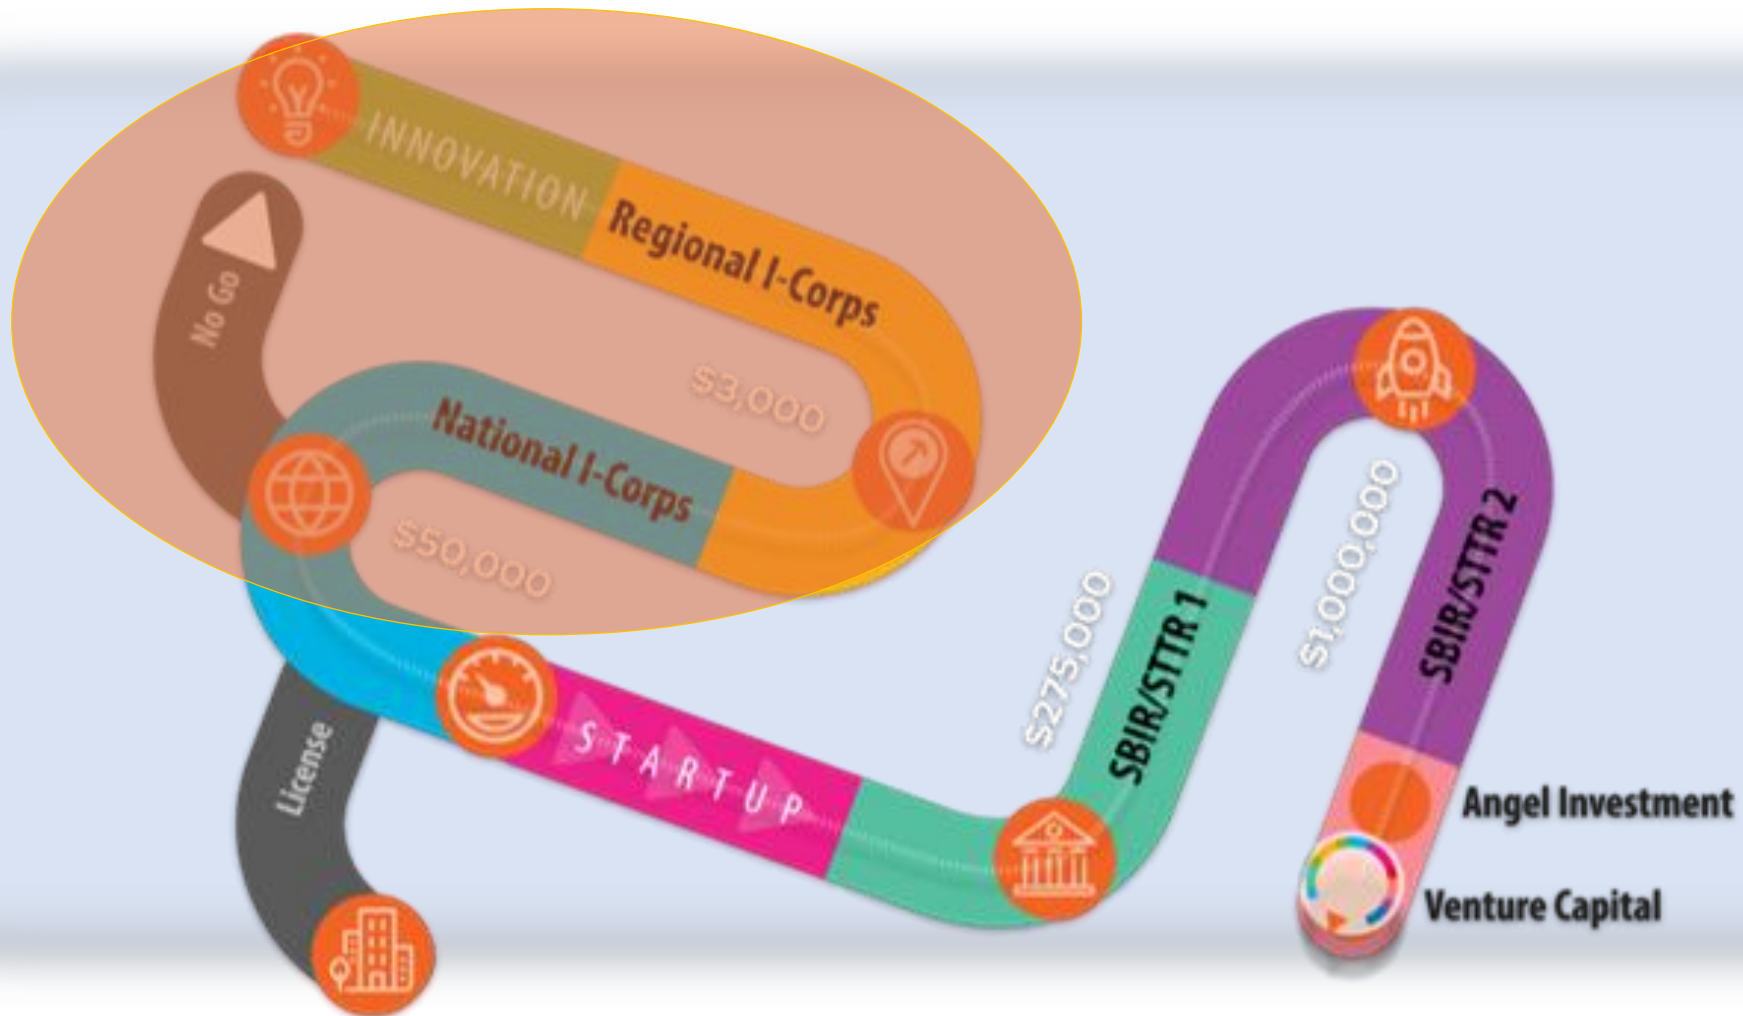 INNOVATION
Regional I-Corps
$3,000
No Go
National I-Corps
$50,000
License
STARTUP
$275,000
SBIR/STTR 1
$1,000,000
SBIR/STTR 2
Angel Investment
Venture Capital